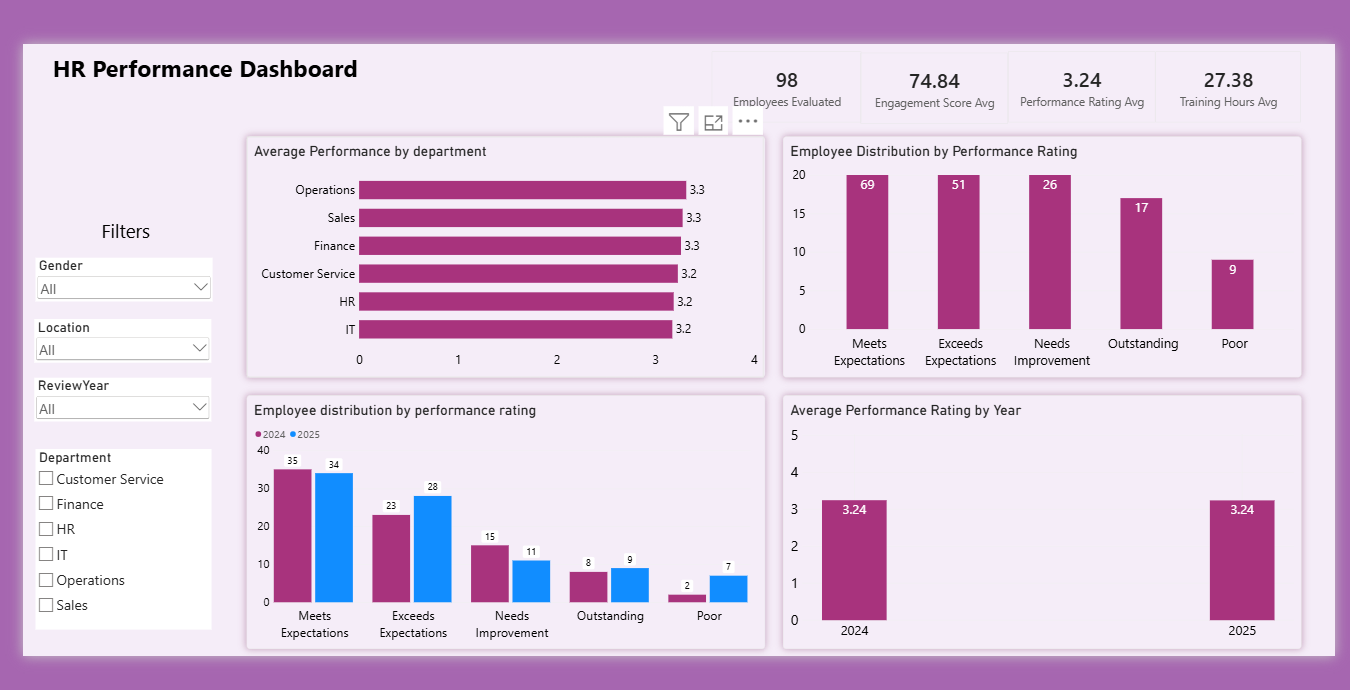 HR Performance Dashboard
98
Employees Evaluated
74.84
Engagement Score Avg
3.24
Performance Rating Avg
27.38
Training Hours Avg
Filters
Gender
All
Location
All
ReviewYear
All
Department
Customer Service
Finance
HR
IT
Operations
Sales
Average Performance by department
Operations 3.3
Sales 3.3
Finance 3.3
Customer Service 3.2
HR 3.2
IT 3.2
0 1 2 3 4
Employee Distribution by Performance Rating
20
15
10
5
0
69 51 26 17 9
Meets Exceeds Needs Outstanding Poor
Expectations Expectations Improvement
Employee distribution by performance rating
2024 2025
40
30
20
10
0
35 34 23 28 15 11 8 9 2 7
Meets Exceeds Needs Outstanding Poor
Expectations Expectations Improvement
Average Performance Rating by Year
5
4
3
2
1
0
3.24 3.24
2024 2025